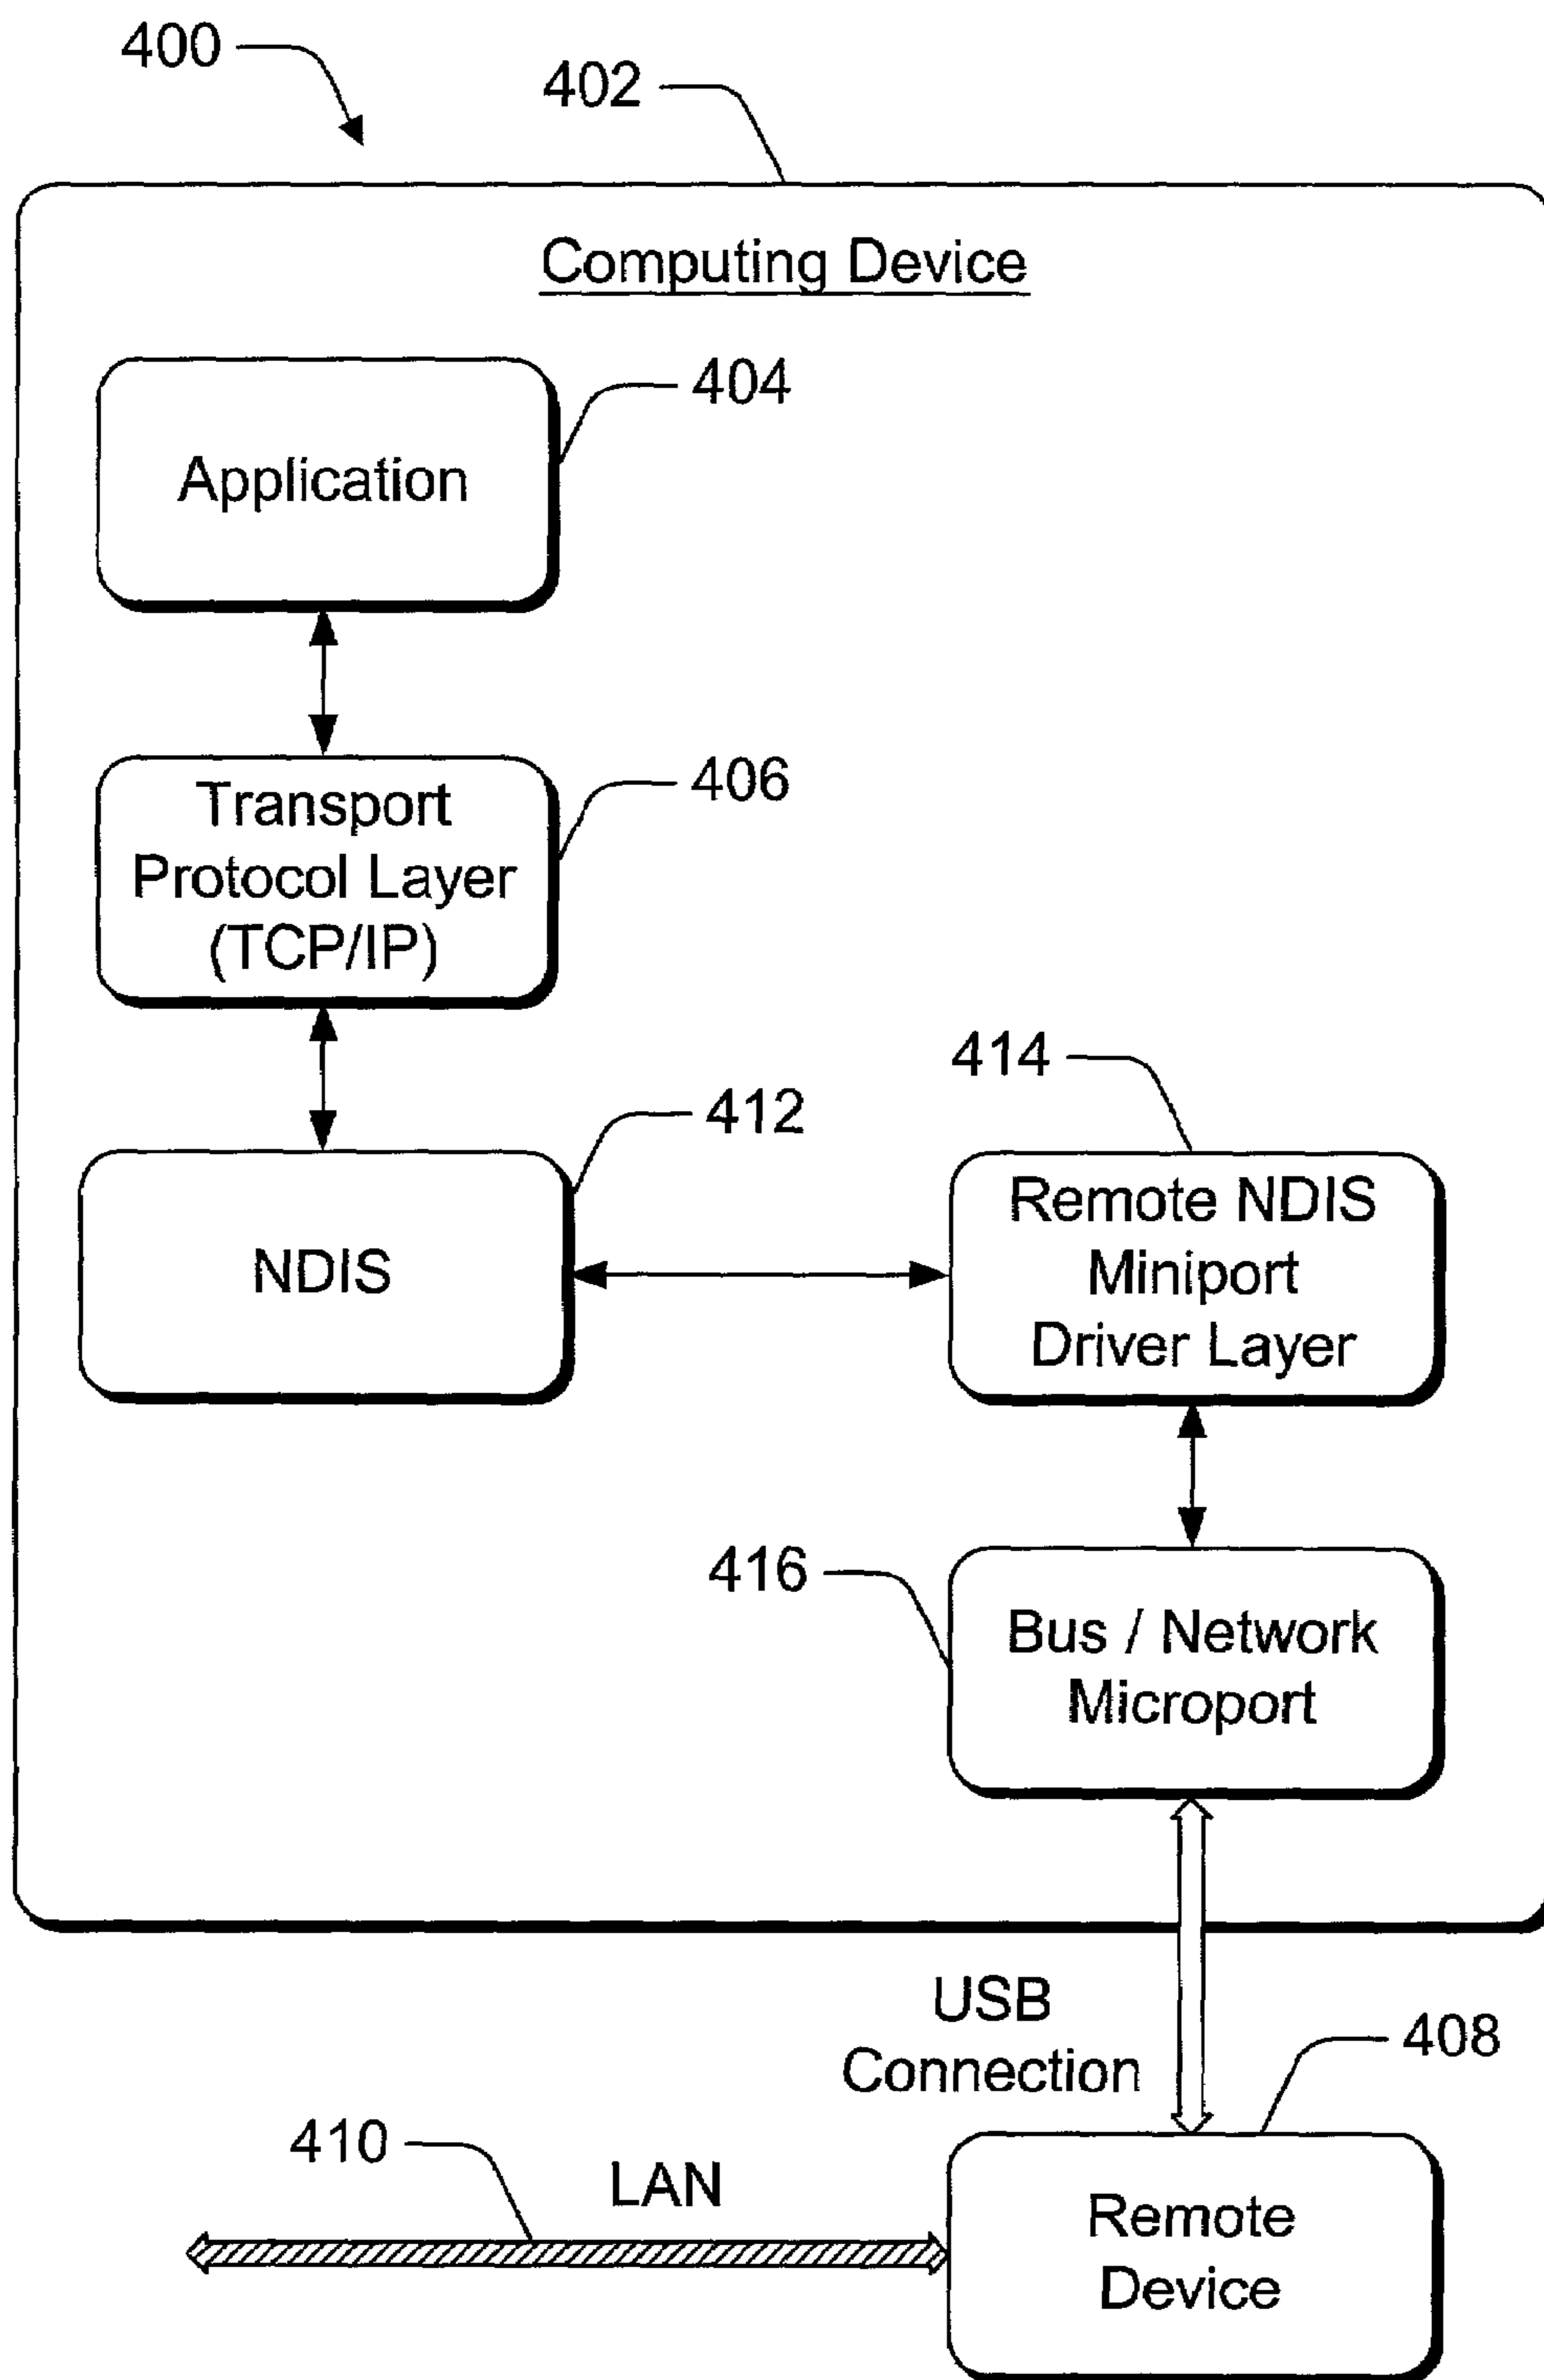 400
402
Computing Device
404
Application
406
Transport
Protocol Layer
(TCP/IP)
412
NDIS
414
Remote NDIS
Miniport
Driver Layer
416
Bus / Network
Microport
USB
Connection
408
410
LAN
Remote
Device